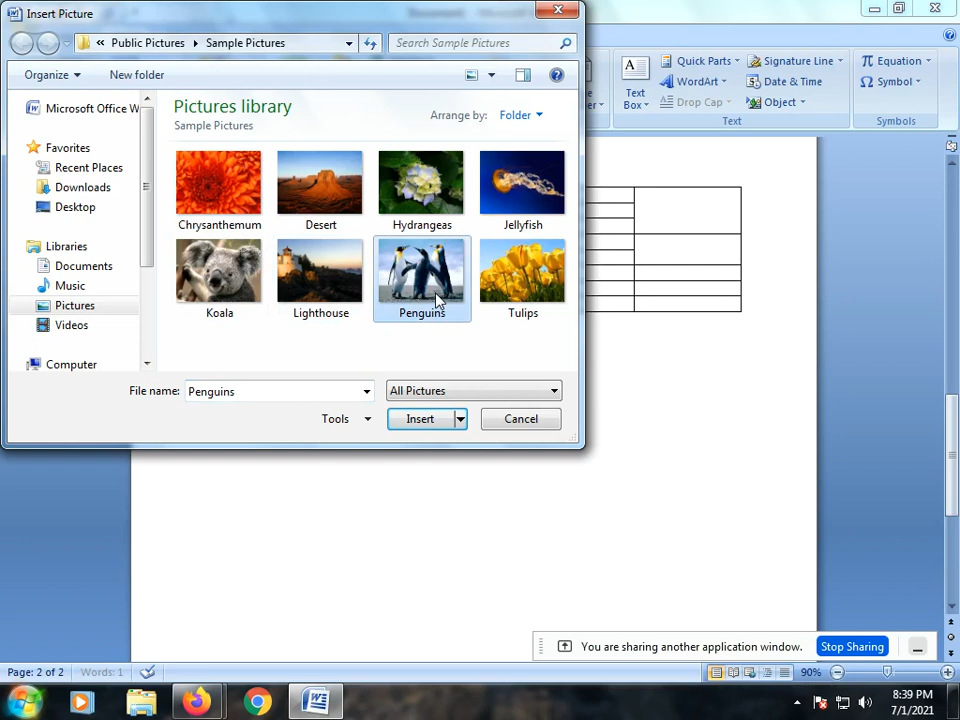 Insert Picture
« Public Pictures Sample Pictures
Search Sample Pictures
Organize
New folder
Microsoft Office W
Favorites
Recent Places
Downloads
Desktop
Libraries
Documents
Music
Pictures
Videos
Computer
Pictures library
Sample Pictures
Arrange by: Folder
Chrysanthemum
Desert
Hydrangeas
Jellyfish
Koala
Lighthouse
Penguins
Tulips
File name: Penguins
All Pictures
Tools
Insert
Cancel
A
Text
Box
Quick Parts
WordArt
Drop Cap
Signature Line
Date & Time
Object
Text
π Equation
Ω Symbol
Symbols
You are sharing another application window.
Stop Sharing
Page: 2 of 2
Words: 1
90%
8:39 PM
7/1/2021